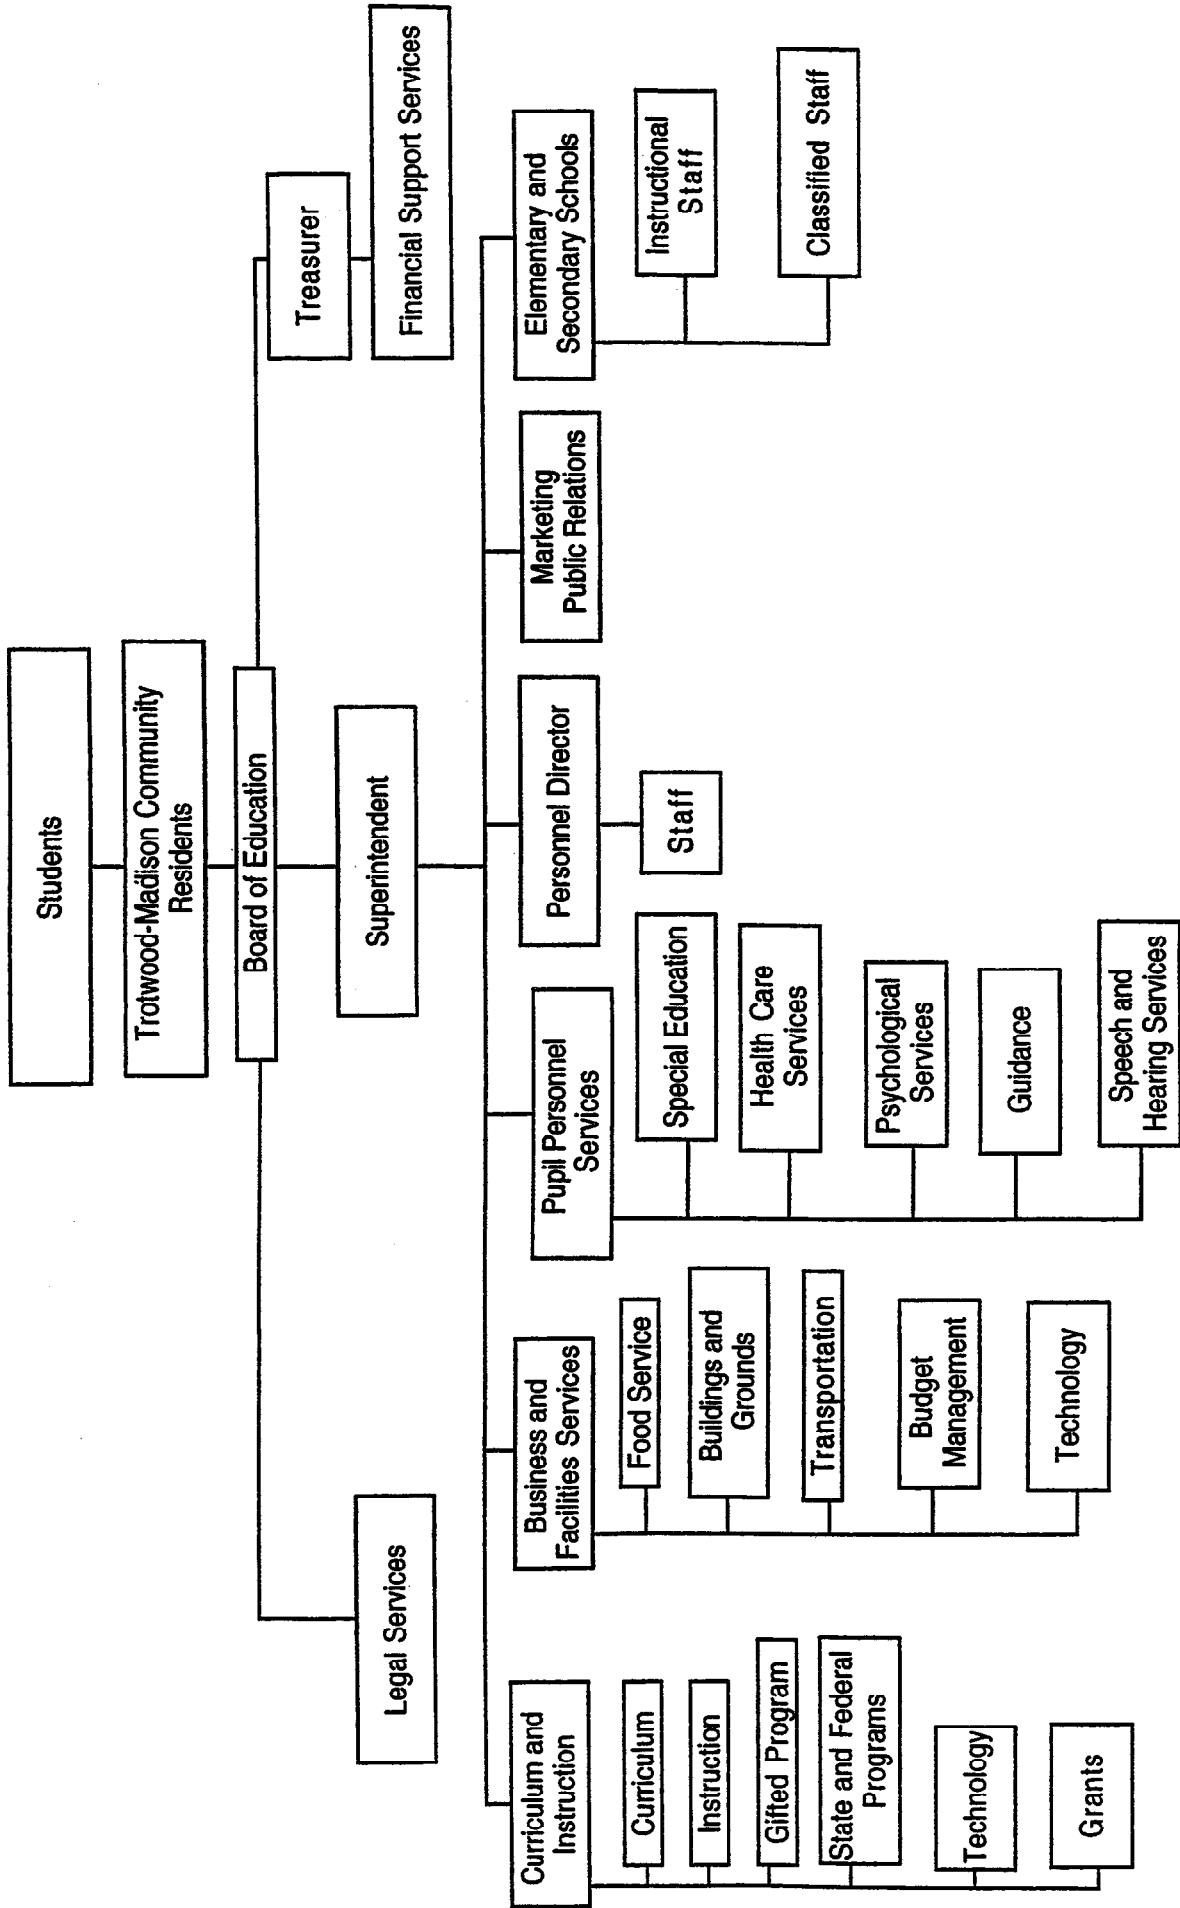 Students
Trotwood-Madison Community
Residents
Board of Education
Treasurer
Financial Support Services
Legal Services
Superintendent
Curriculum and
Instruction
Curriculum
Instruction
Gifted Program
State and Federal
Programs
Technology
Grants
Business and
Facilities Services
Food Service
Buildings and
Grounds
Transportation
Budget
Management
Technology
Pupil Personnel
Services
Special Education
Health Care
Services
Psychological
Services
Guidance
Speech and
Hearing Services
Personnel Director
Staff
Marketing
Public Relations
Elementary and
Secondary Schools
Instructional
Staff
Classified Staff